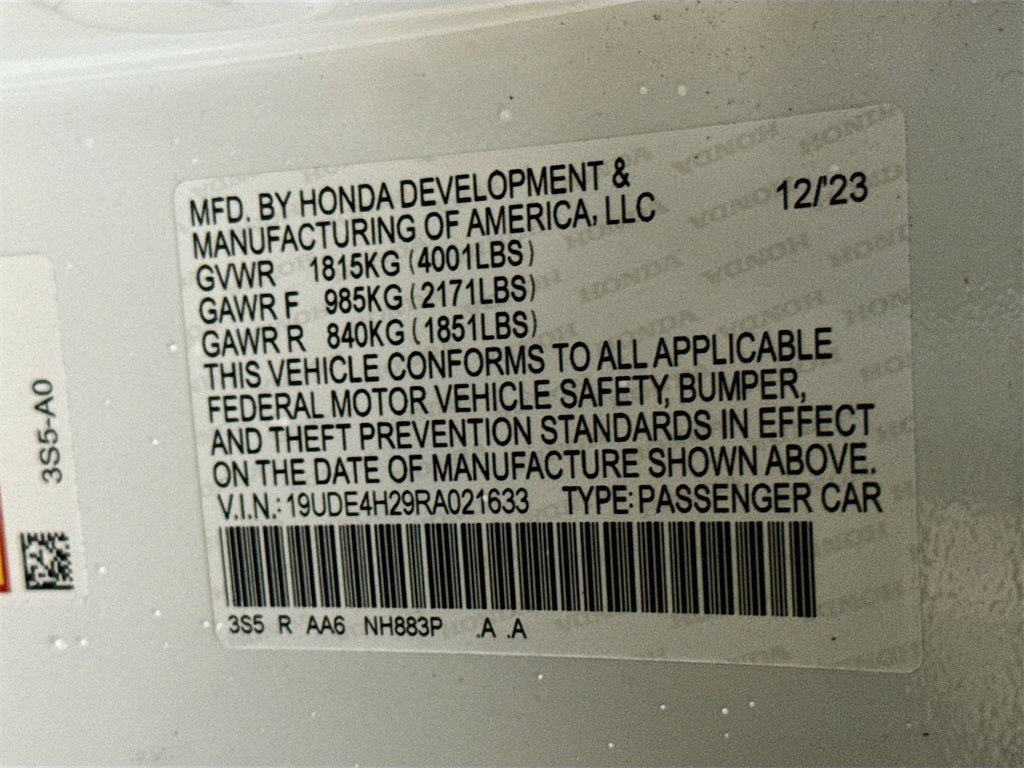 MFD. BY HONDA DEVELOPMENT &
MANUFACTURING OF AMERICA, LLC 12/'23
GVWR 1815KG (4001LBS)
GAWR F 985KG (2171LBS)
GAWR R 840KG (1851LBS)
THIS VEHICLE CONFORMS TO ALL APPLICABLE
FEDERAL MOTOR VEHICLE SAFETY, BUMPER,
AND THEFT PREVENTION STANDARDS IN EFFECT
ON THE DATE OF MANUFACTURE SHOWN ABOVE.
V.I.N.: 19UDE4H29RA021633 TYPE: PASSENGER CAR
3S5 R AA6 NH883P .A .A
3S5-A0
HONDA